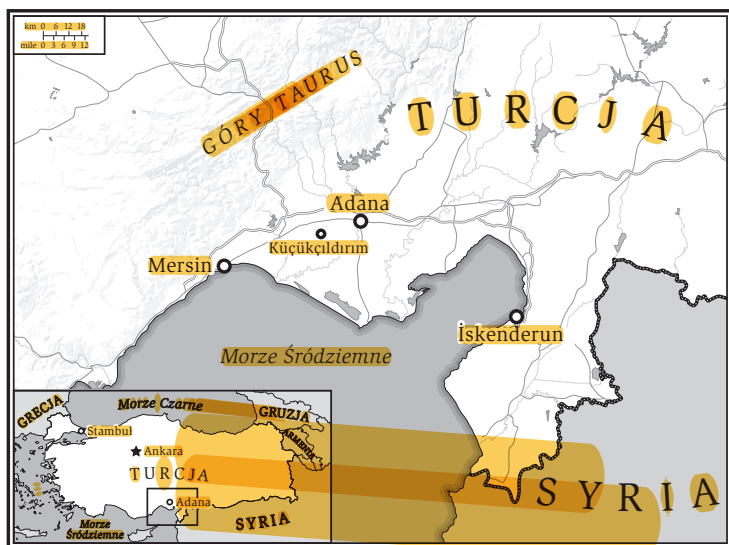 km 0 6 12 18
mile 0 3 6 9 12
GÓRY TAURUS
TURCJA
Adana
Küçükçıldırım
Mersin
İskenderun
Morze Śródziemne
SYRIA
GRECJA
Morze Czarne
GRUZJA
Stambuł
ARMENIA
Ankara
TURCJA
Adana
SYRIA
Morze
Śródziemne